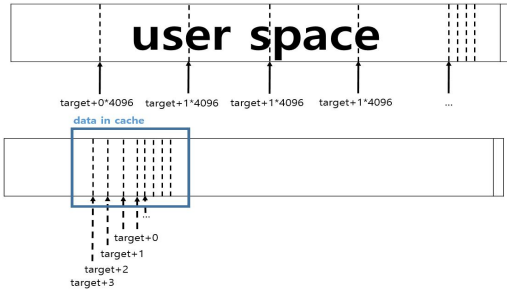 user space
target+0*4096 target+1*4096 target+1*4096 target+1*4096 ...
data in cache
...
target+0
target+1
target+2
target+3